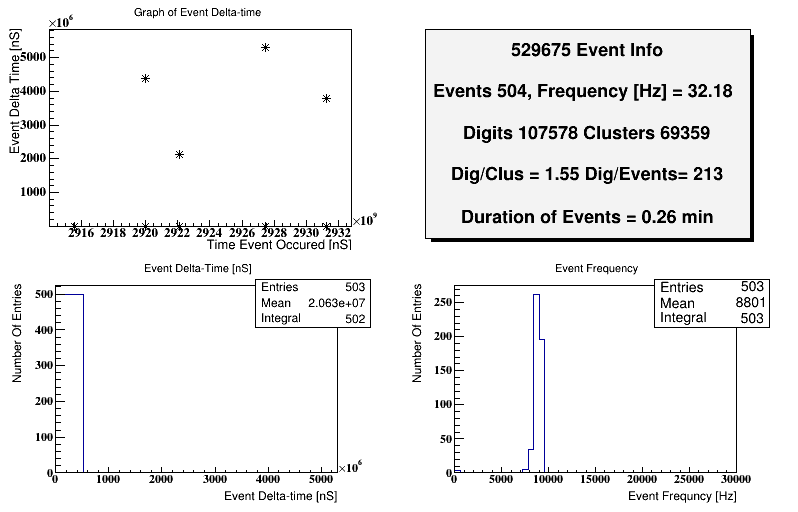 Graph of Event Delta-time
×10⁶
Event Delta Time [nS]
5000
4000
3000
2000
1000
2916 2918 2920 2922 2924 2926 2928 2930 2932
×10⁹
Time Event Occured [nS]
529675 Event Info
Events 504, Frequency [Hz] = 32.18
Digits 107578 Clusters 69359
Dig/Clus = 1.55 Dig/Events= 213
Duration of Events = 0.26 min
Event Delta-Time [nS]
Entries 503
Mean 2.063e+07
Integral 502
Number Of Entries
500
400
300
200
100
0
0 1000 2000 3000 4000 5000
×10⁶
Event Delta-time [nS]
Event Frequency
Entries 503
Mean 8801
Integral 503
Number Of Entries
250
200
150
100
50
0
0 5000 10000 15000 20000 25000 30000
Event Frequncy [Hz]